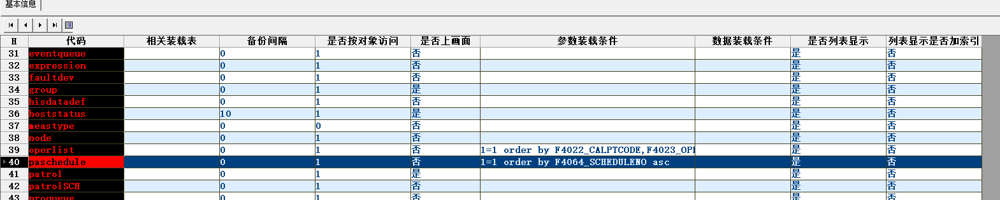 基本信息
H 代码 相关装载表 备份间隔 是否按对象访问 是否上画面 参数装载条件 数据装载条件 是否列表显示 列表显示是否加索引
31 eventqueue 0 1 否 是 否
32 expression 0 1 否 是 否
33 faultdev 0 1 否 是 否
34 group 0 1 是 是 否
35 hisdatadef 0 1 否 是 否
36 hoststatus 10 1 是 是 否
37 meastype 0 0 否 是 否
38 node 0 1 否 是 否
39 operlist 0 1 否 1=1 order by F4022_CALPTCODE,F4023_OP 是 否
40 paschedule 0 1 否 1=1 order by F4064_SCHEDULENO asc 是 否
41 patrol 0 1 是 是 否
42 patrolSCH 0 1 否 是 否
43 proqueue 0 1 否 是 否